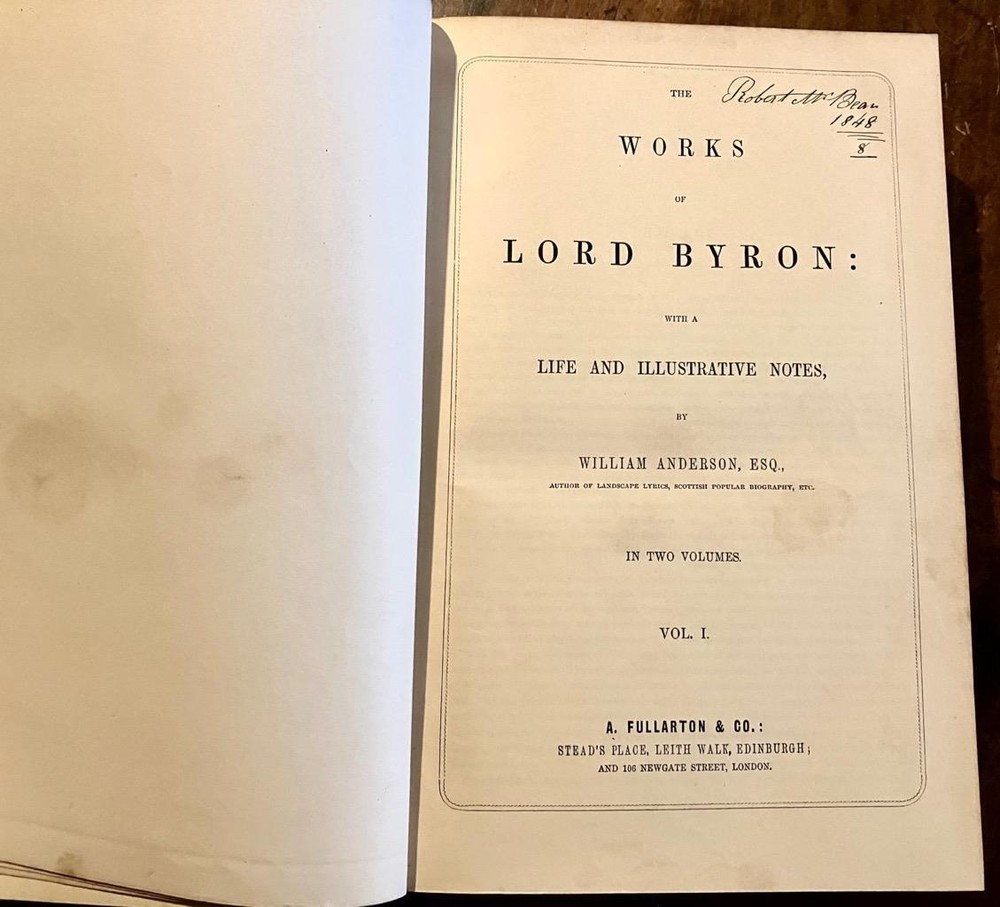 THE
Robert McBean
1848
8
WORKS
OF
LORD BYRON:
WITH A
LIFE AND ILLUSTRATIVE NOTES,
BY
WILLIAM ANDERSON, ESQ.,
AUTHOR OF LANDSCAPE LYRICS, SCOTTISH POPULAR BIOGRAPHY, ETC.
IN TWO VOLUMES.
VOL. I.
A. FULLARTON & CO.:
STEAD'S PLACE, LEITH WALK, EDINBURGH;
AND 106 NEWGATE STREET, LONDON.